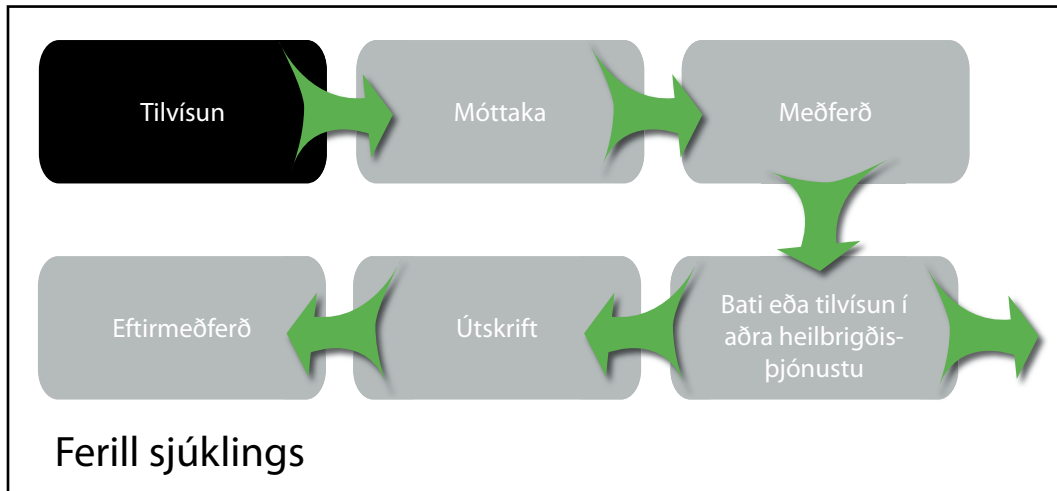 Tilvísun
Móttaka
Meðferð
Bati eða tilvísun í
aðra heilbrigðis-
þjónustu
Útskrift
Eftirmeðferð
Ferill sjúklings